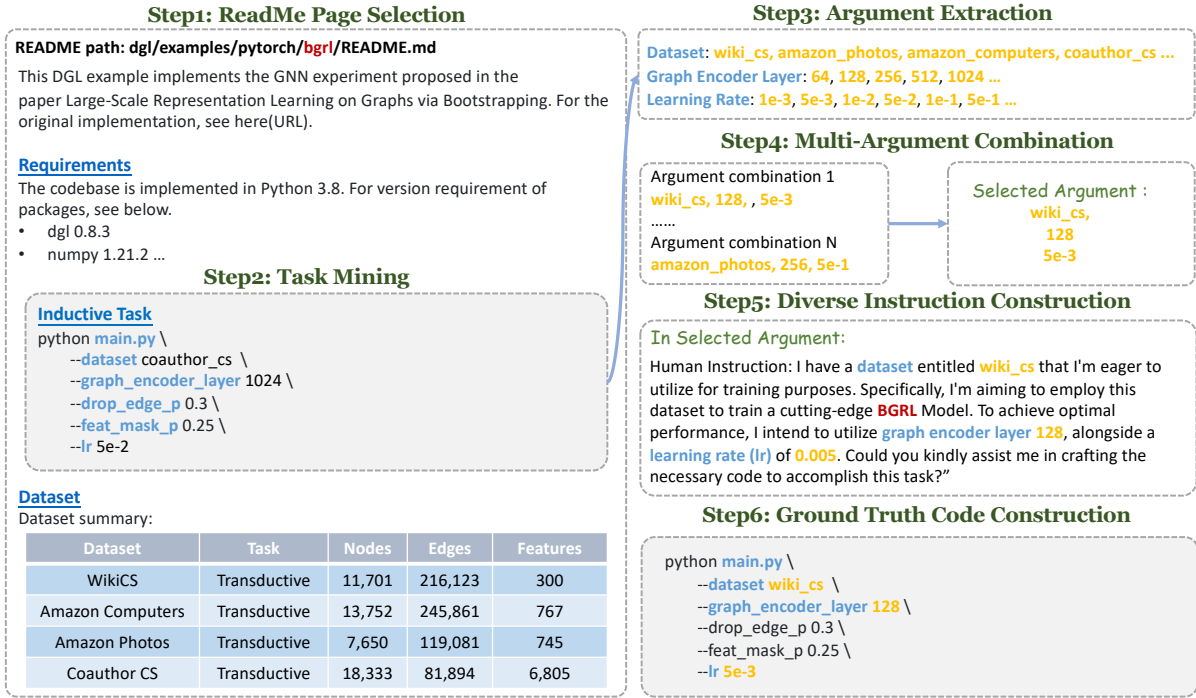 Step1: ReadMe Page Selection
README path: dgl/examples/pytorch/bgrl/README.md
This DGL example implements the GNN experiment proposed in the
paper Large-Scale Representation Learning on Graphs via Bootstrapping. For the
original implementation, see here(URL).
Requirements
The codebase is implemented in Python 3.8. For version requirement of
packages, see below.
• dgl 0.8.3
• numpy 1.21.2 ...
Step2: Task Mining
Inductive Task
python main.py \
--dataset coauthor_cs \
--graph_encoder_layer 1024 \
--drop_edge_p 0.3 \
--feat_mask_p 0.25 \
--lr 5e-2
Dataset
Dataset summary:
Dataset Task Nodes Edges Features
WikiCS Transductive 11,701 216,123 300
Amazon Computers Transductive 13,752 245,861 767
Amazon Photos Transductive 7,650 119,081 745
Coauthor CS Transductive 18,333 81,894 6,805
Step3: Argument Extraction
Dataset: wiki_cs, amazon_photos, amazon_computers, coauthor_cs ...
Graph Encoder Layer: 64, 128, 256, 512, 1024 ...
Learning Rate: 1e-3, 5e-3, 1e-2, 5e-2, 1e-1, 5e-1 ...
Step4: Multi-Argument Combination
Argument combination 1
wiki_cs, 128, , 5e-3
......
Argument combination N
amazon_photos, 256, 5e-1
Selected Argument :
wiki_cs,
128
5e-3
Step5: Diverse Instruction Construction
In Selected Argument:
Human Instruction: I have a dataset entitled wiki_cs that I'm eager to
utilize for training purposes. Specifically, I'm aiming to employ this
dataset to train a cutting-edge BGRL Model. To achieve optimal
performance, I intend to utilize graph encoder layer 128, alongside a
learning rate (lr) of 0.005. Could you kindly assist me in crafting the
necessary code to accomplish this task?”
Step6: Ground Truth Code Construction
python main.py \
--dataset wiki_cs \
--graph_encoder_layer 128 \
--drop_edge_p 0.3 \
--feat_mask_p 0.25 \
--lr 5e-3